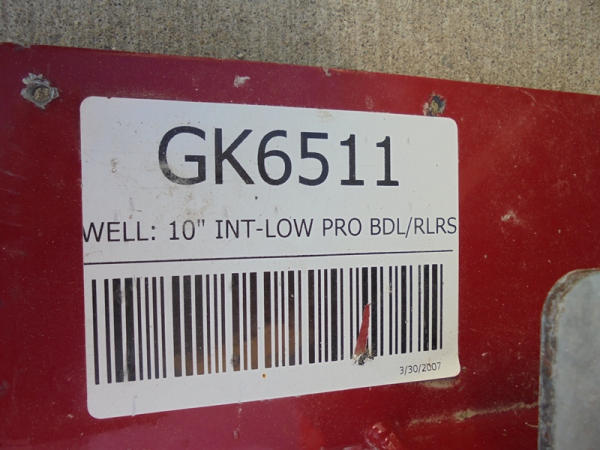 GK6511
WELL: 10" INT-LOW PRO BDL/RLRS
3/30/2007